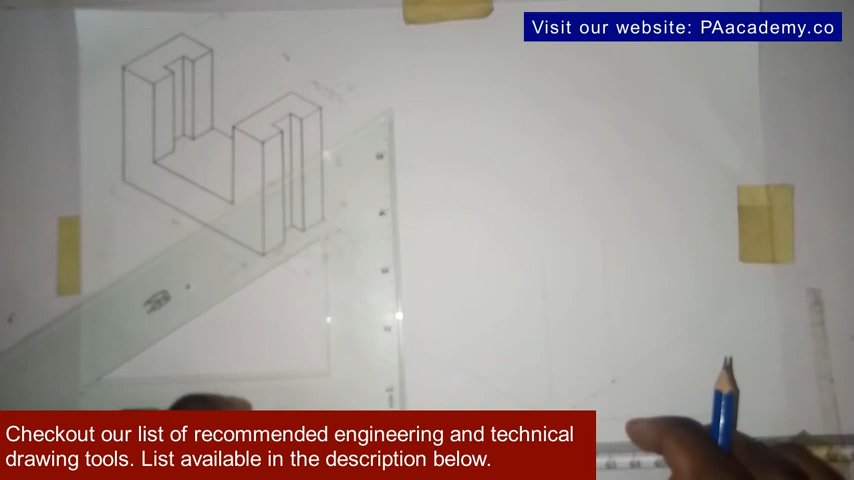 Visit our website: PAacademy.co
Checkout our list of recommended engineering and technical
drawing tools. List available in the description below.